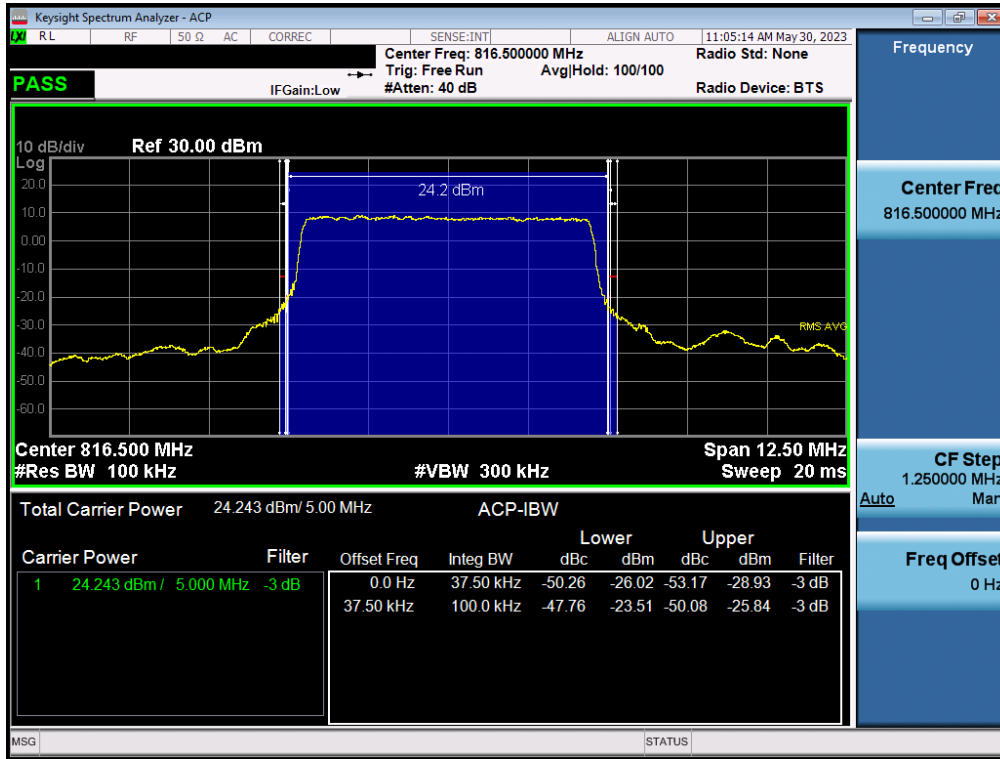 Keysight Spectrum Analyzer - ACP
LXI RL RF 50 Ω AC CORREC SENSE:INT ALIGN AUTO 11:05:14 AM May 30, 2023
Center Freq: 816.500000 MHz Radio Std: None
Trig: Free Run Avg|Hold: 100/100
PASS IFGain:Low #Atten: 40 dB Radio Device: BTS
10 dB/div Ref 30.00 dBm
Log
20.0
24.2 dBm
10.0
0.00
-10.0
-20.0
-30.0
RMS AVG
-40.0
-50.0
-60.0
Center 816.500 MHz Span 12.50 MHz
#Res BW 100 kHz #VBW 300 kHz Sweep 20 ms
Total Carrier Power 24.243 dBm/ 5.00 MHz ACP-IBW
Lower Upper
Carrier Power Filter Offset Freq Integ BW dBc dBm dBc dBm Filter
1 24.243 dBm / 5.000 MHz -3 dB 0.0 Hz 37.50 kHz -50.26 -26.02 -53.17 -28.93 -3 dB
37.50 kHz 100.0 kHz -47.76 -23.51 -50.08 -25.84 -3 dB
MSG STATUS
Frequency
Center Freq
816.500000 MHz
CF Step
1.250000 MHz
Auto Man
Freq Offset
0 Hz